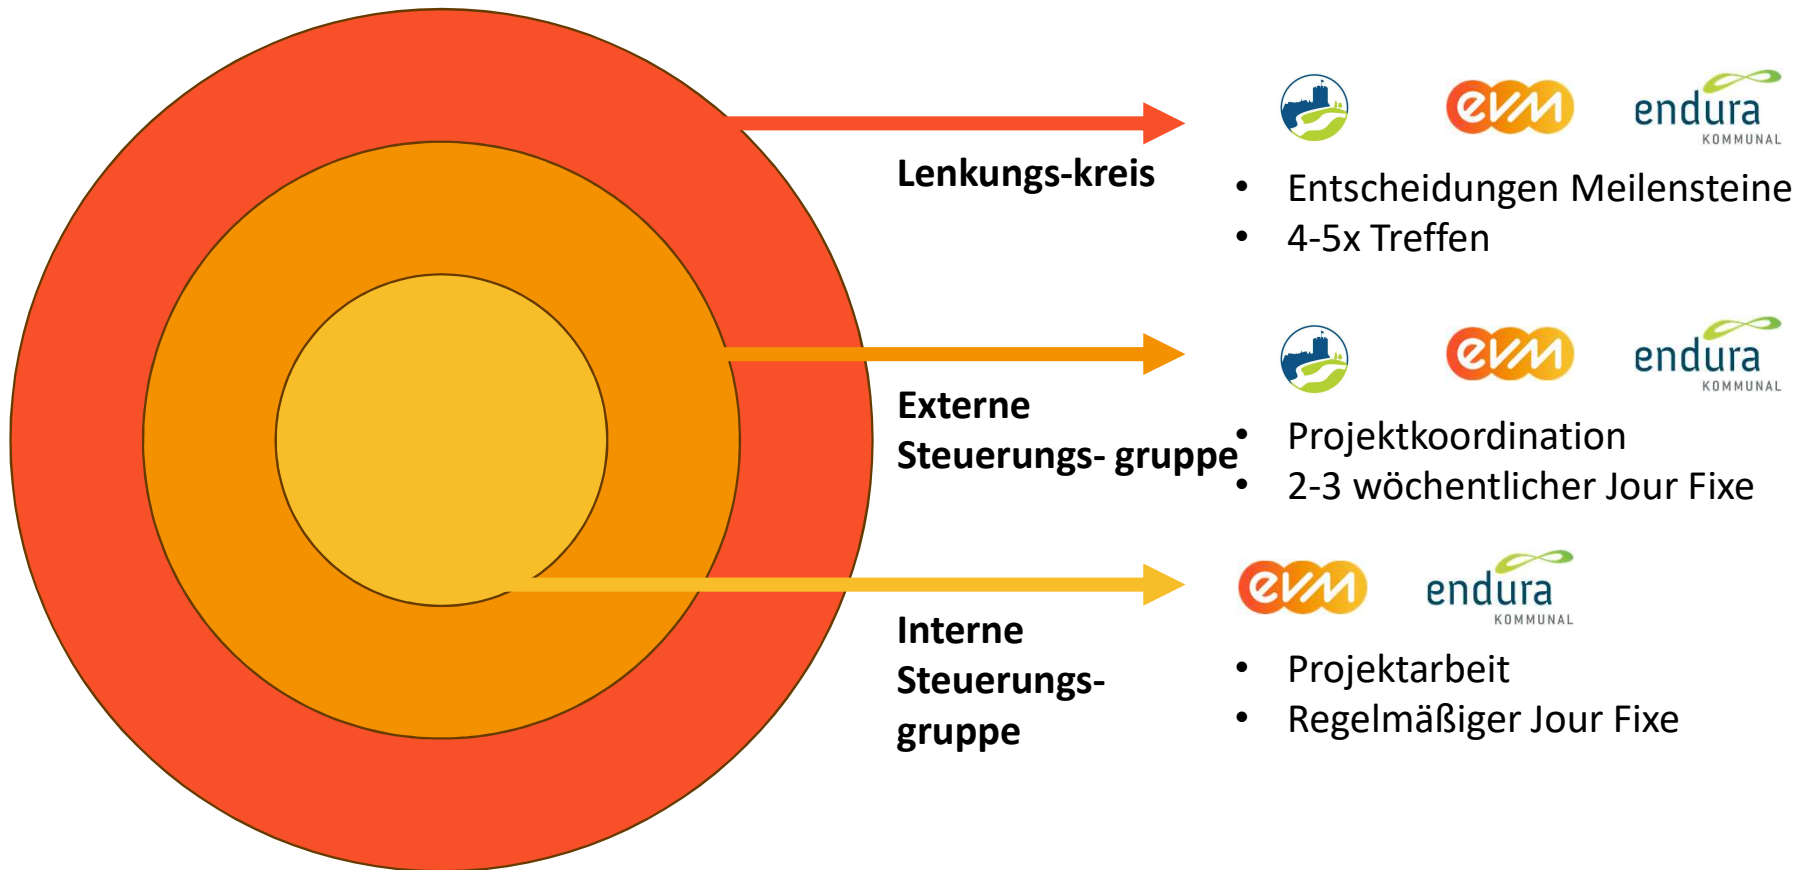 evm
endura
KOMMUNAL
Lenkungs-kreis
• Entscheidungen Meilensteine
• 4-5x Treffen
evm
endura
KOMMUNAL
Externe
Steuerungs- gruppe
• Projektkoordination
• 2-3 wöchentlicher Jour Fixe
evm
endura
KOMMUNAL
Interne
Steuerungs-
gruppe
• Projektarbeit
• Regelmäßiger Jour Fixe